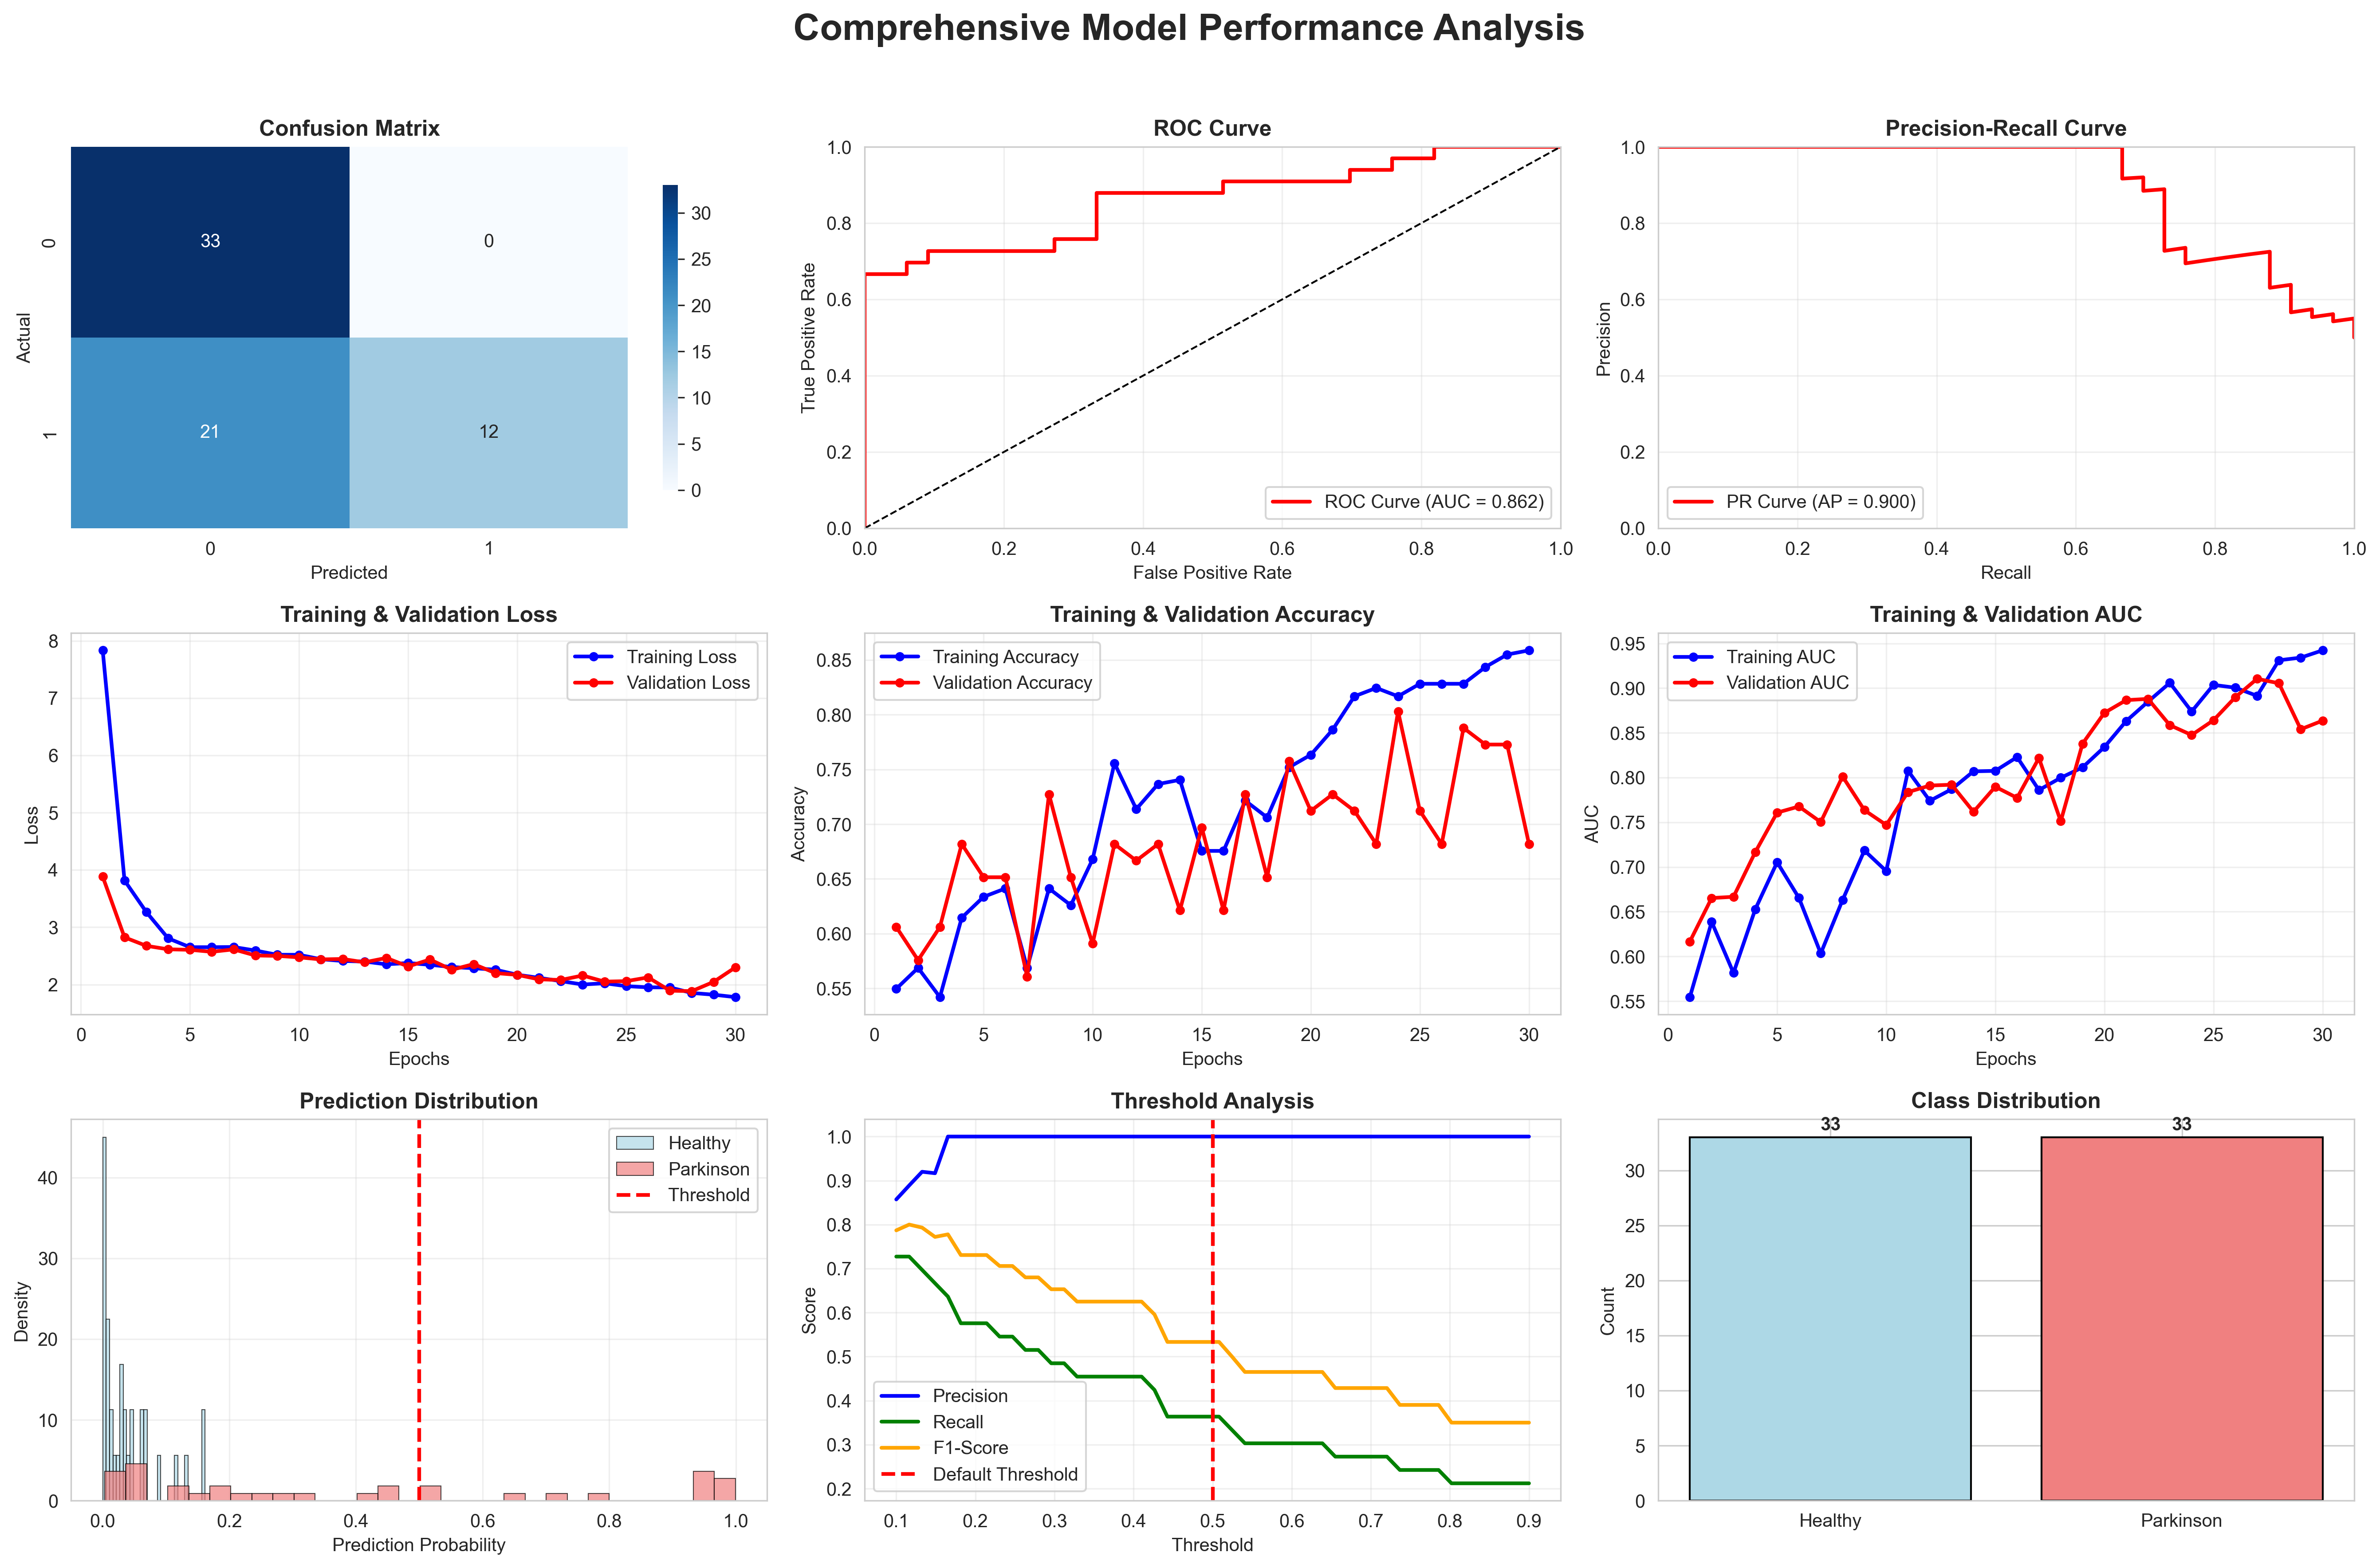 Comprehensive Model Performance Analysis
Confusion Matrix
33 0
21 12
0
1
Actual
0 1
Predicted
30
25
20
15
10
5
0
ROC Curve
1.0
0.8
0.6
0.4
0.2
0.0
True Positive Rate
ROC Curve (AUC = 0.862)
0.0 0.2 0.4 0.6 0.8 1.0
False Positive Rate
Precision-Recall Curve
1.0
0.8
0.6
0.4
0.2
0.0
Precision
PR Curve (AP = 0.900)
0.0 0.2 0.4 0.6 0.8 1.0
Recall
Training & Validation Loss
Training Loss
Validation Loss
8
7
6
5
4
3
2
Loss
0 5 10 15 20 25 30
Epochs
Training & Validation Accuracy
Training Accuracy
Validation Accuracy
0.85
0.80
0.75
0.70
0.65
0.60
0.55
Accuracy
0 5 10 15 20 25 30
Epochs
Training & Validation AUC
Training AUC
Validation AUC
0.95
0.90
0.85
0.80
0.75
0.70
0.65
0.60
0.55
AUC
0 5 10 15 20 25 30
Epochs
Prediction Distribution
Healthy
Parkinson
Threshold
40
30
20
10
0
Density
0.0 0.2 0.4 0.6 0.8 1.0
Prediction Probability
Threshold Analysis
1.0
0.9
0.8
0.7
0.6
0.5
0.4
0.3
0.2
Score
Precision
Recall
F1-Score
Default Threshold
0.1 0.2 0.3 0.4 0.5 0.6 0.7 0.8 0.9
Threshold
Class Distribution
33 33
30
25
20
15
10
5
0
Count
Healthy Parkinson